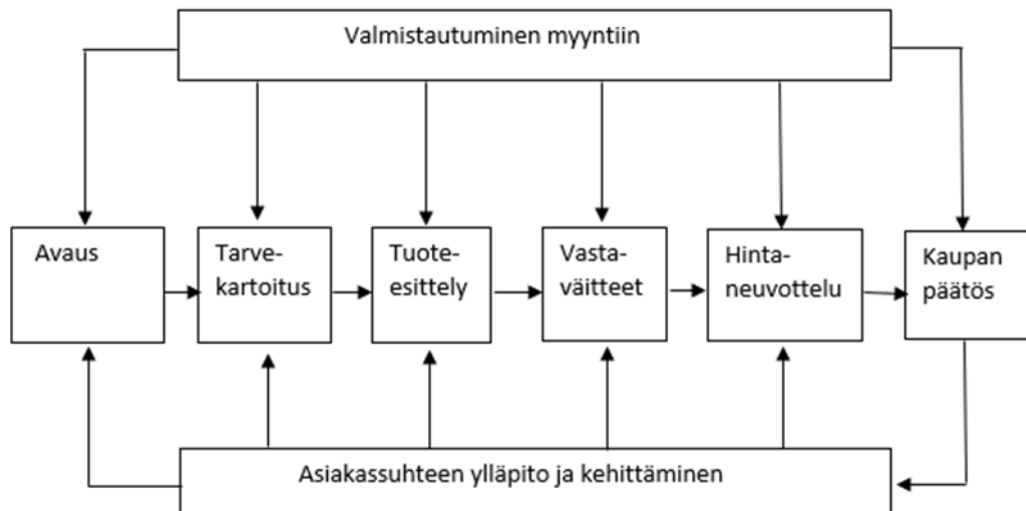 Valmistautuminen myyntiin
Avaus
Tarve-
kartoitus
Tuote-
esittely
Vasta-
väitteet
Hinta-
neuvottelu
Kaupan
päätös
Asiakassuhteen ylläpito ja kehittäminen